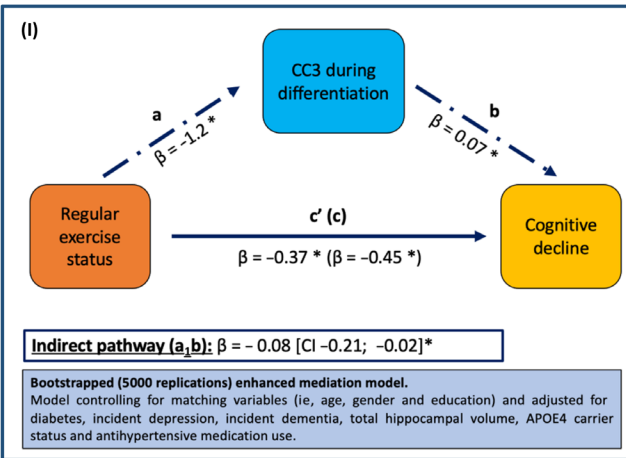 (I)
CC3 during
differentiation
a
b
β = -1.2 *
β = 0.07 *
Regular
exercise
status
c’ (c)
Cognitive
decline
β = –0.37 * (β = –0.45 *)
Indirect pathway (a₁b): β = – 0.08 [CI –0.21; –0.02]*
Bootstrapped (5000 replications) enhanced mediation model.
Model controlling for matching variables (ie, age, gender and education) and adjusted for
diabetes, incident depression, incident dementia, total hippocampal volume, APOE4 carrier
status and antihypertensive medication use.